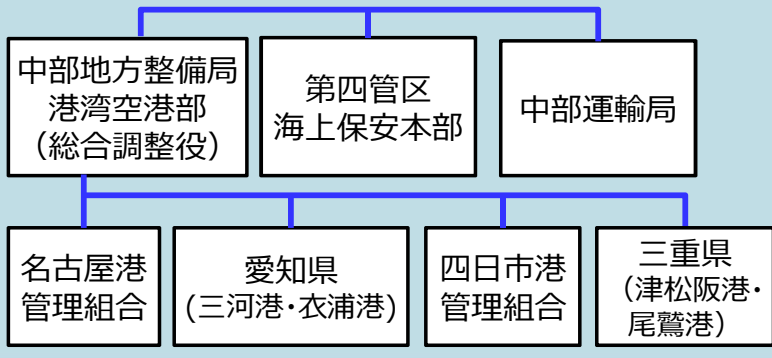 中部地方整備局
港湾空港部
（総合調整役）
第四管区
海上保安本部
中部運輸局
名古屋港
管理組合
愛知県
(三河港・衣浦港)
四日市港
管理組合
三重県
（津松阪港・
尾鷲港）